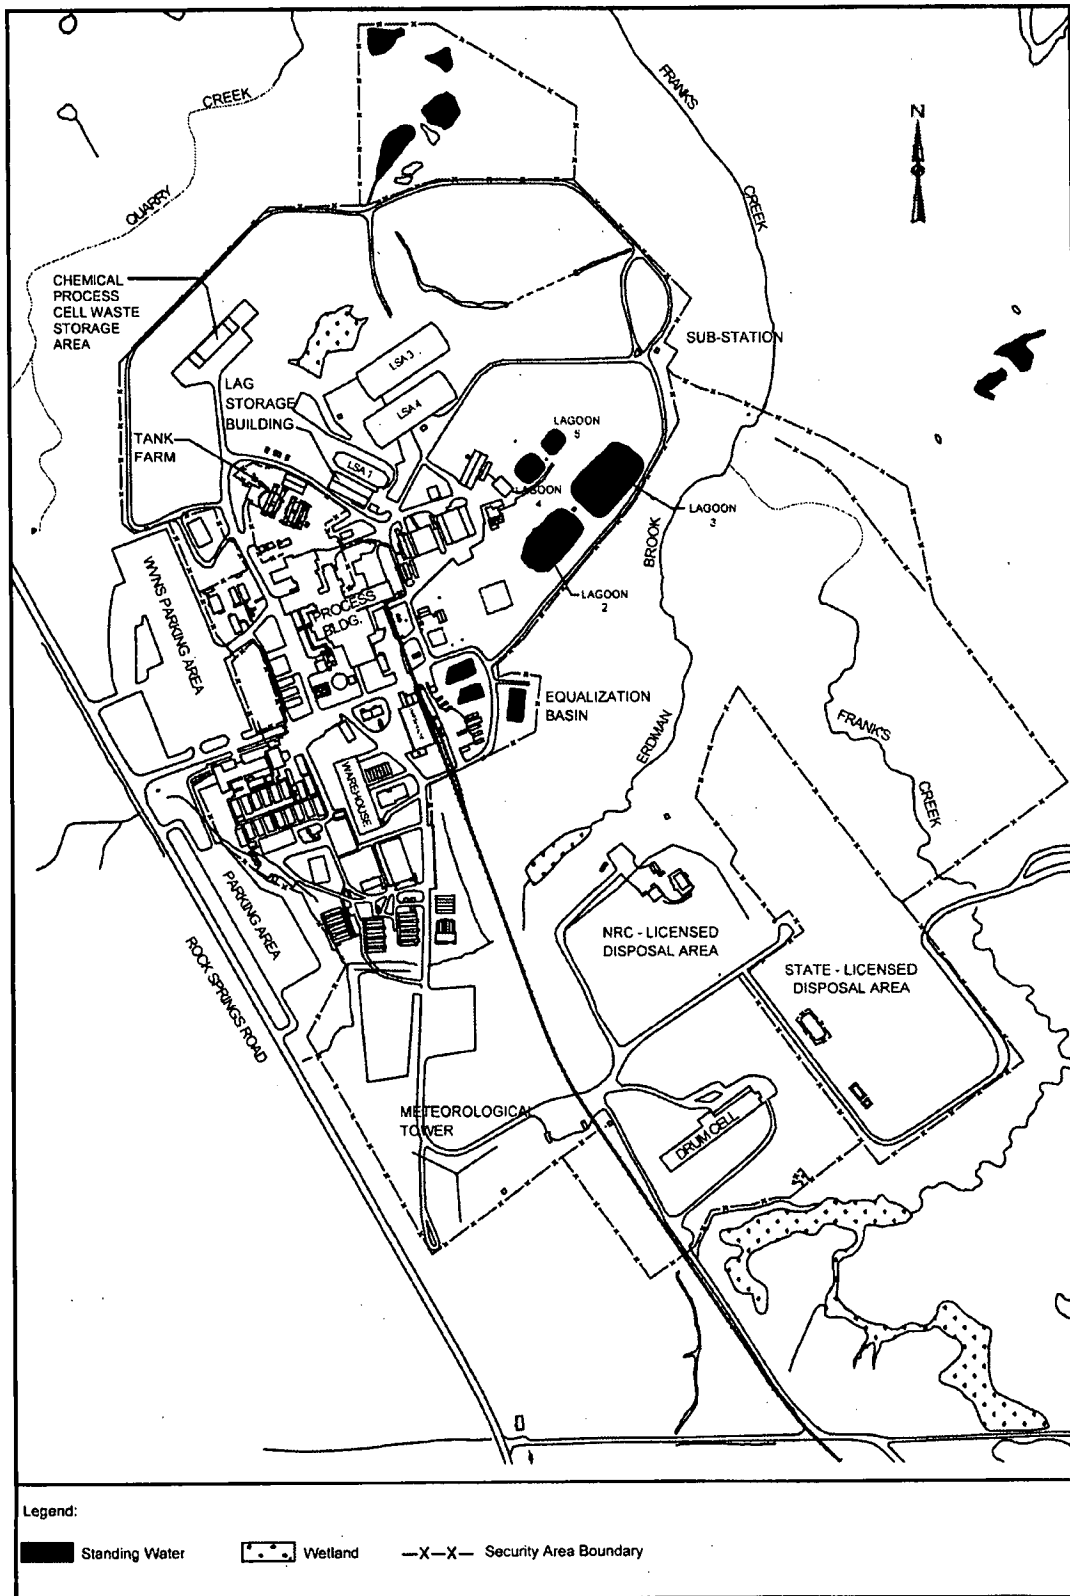 FRANKS
CREEK
N
CREEK
QUARRY
CHEMICAL
PROCESS
CELL WASTE
STORAGE
AREA
SUB-STATION
LSA 3
LAG
STORAGE
BUILDING
LSA 4
TANK
FARM
LSA 1
LAGOON
5
LAGOON
4
LAGOON
3
BROOK
LAGOON
2
WVNS PARKING AREA
PROCESS
BLDG.
EQUALIZATION
BASIN
ERDMAN
FRANK'S
CREEK
WAREHOUSE
PARKING AREA
ROCK SPRINGS ROAD
NRC - LICENSED
DISPOSAL AREA
STATE - LICENSED
DISPOSAL AREA
METEOROLOGICAL
TOWER
DRUM CELL
Legend:
Standing Water
Wetland
—X—X— Security Area Boundary